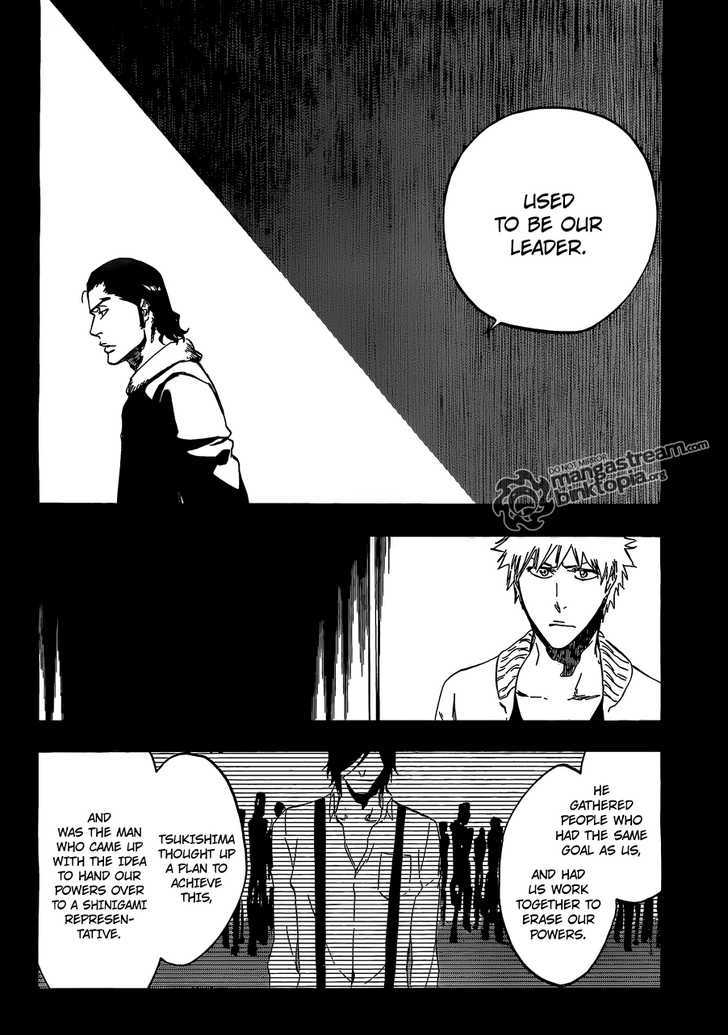 USED
TO BE OUR
LEADER.
DO NOT MIRROR
mangastream.com
binktopia.org
HE
GATHERED
PEOPLE WHO
HAD THE SAME
GOAL AS US,
AND HAD
US WORK
TOGETHER TO
ERASE OUR
POWERS.
TSUKISHIMA
THOUGHT UP
A PLAN TO
ACHIEVE
THIS,
AND
WAS THE MAN
WHO CAME UP
WITH THE IDEA
TO HAND OUR
POWERS OVER
TO A SHINIGAMI
REPRESEN-
TATIVE.